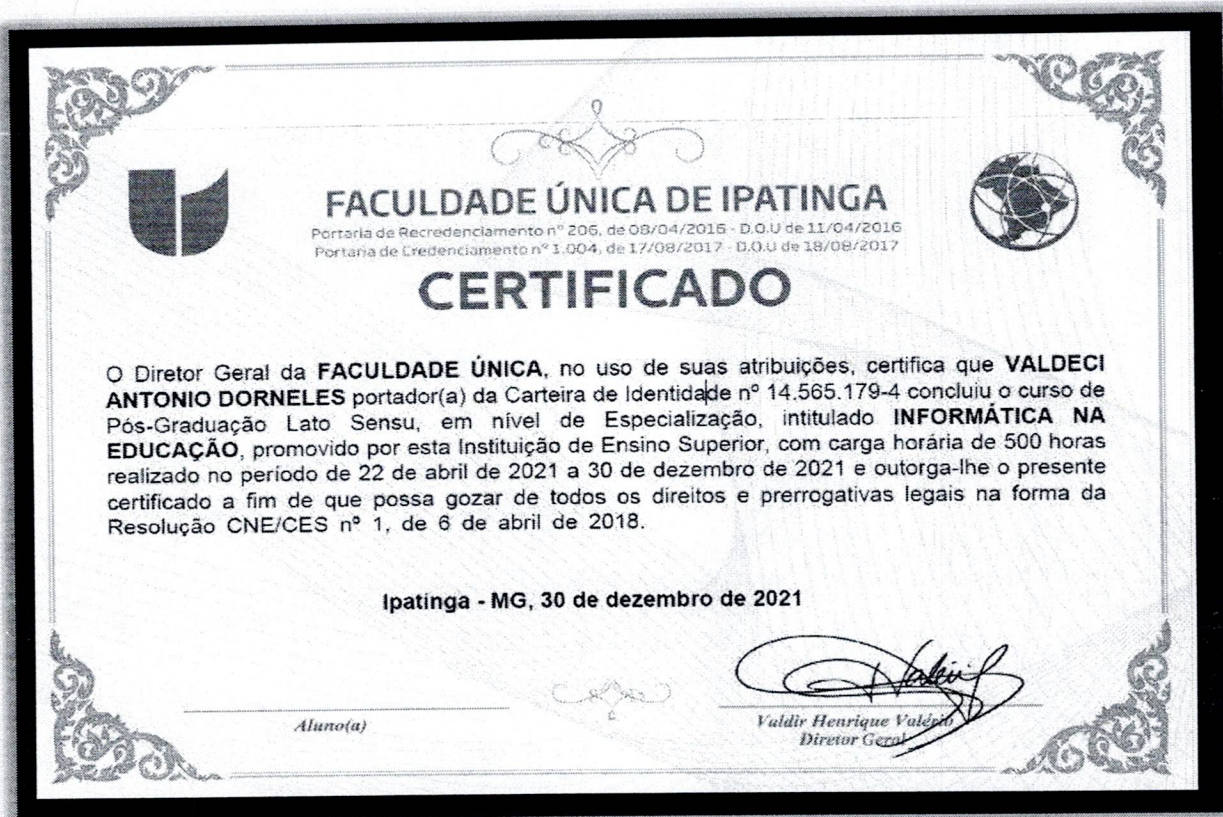 FACULDADE ÚNICA DE IPATINGA
Portaria de Recredenciamento nº 206, de 08/04/2016 - D.O.U de 11/04/2016
Portaria de Credenciamento nº 1.004, de 17/08/2017 - D.O.U de 18/08/2017
CERTIFICADO
O Diretor Geral da FACULDADE ÚNICA, no uso de suas atribuições, certifica que VALDECI
ANTONIO DORNELES portador(a) da Carteira de Identidade nº 14.565.179-4 concluiu o curso de
Pós-Graduação Lato Sensu, em nível de Especialização, intitulado INFORMÁTICA NA
EDUCAÇÃO, promovido por esta Instituição de Ensino Superior, com carga horária de 500 horas
realizado no período de 22 de abril de 2021 a 30 de dezembro de 2021 e outorga-lhe o presente
certificado a fim de que possa gozar de todos os direitos e prerrogativas legais na forma da
Resolução CNE/CES nº 1, de 6 de abril de 2018.
Ipatinga - MG, 30 de dezembro de 2021
Aluno(a)
Valdir Henrique Valério
Diretor Geral